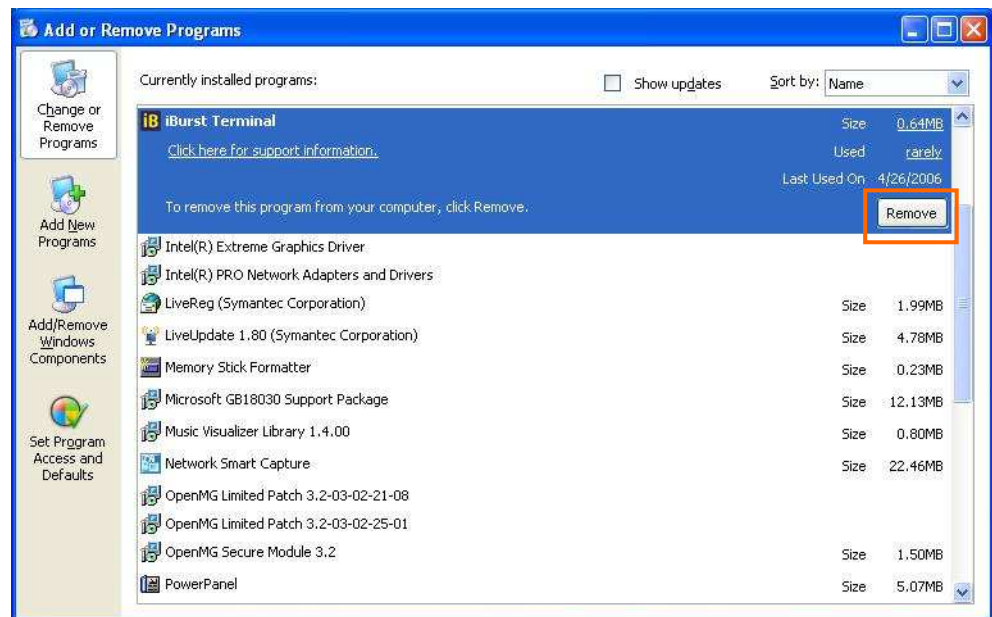 Add or Remove Programs
Change or
Remove
Programs
Add New
Programs
Add/Remove
Windows
Components
Set Program
Access and
Defaults
Currently installed programs:
Show updates
Sort by: Name
iB iBurst Terminal Size 0.64MB
Click here for support information. Used rarely
Last Used On 4/26/2006
To remove this program from your computer, click Remove. Remove
Intel(R) Extreme Graphics Driver
Intel(R) PRO Network Adapters and Drivers
LiveReg (Symantec Corporation) Size 1.99MB
LiveUpdate 1.80 (Symantec Corporation) Size 4.78MB
Memory Stick Formatter Size 0.23MB
Microsoft GB18030 Support Package Size 12.13MB
Music Visualizer Library 1.4.00 Size 0.80MB
Network Smart Capture Size 22.46MB
OpenMG Limited Patch 3.2-03-02-21-08
OpenMG Limited Patch 3.2-03-02-25-01
OpenMG Secure Module 3.2 Size 1.50MB
PowerPanel Size 5.07MB